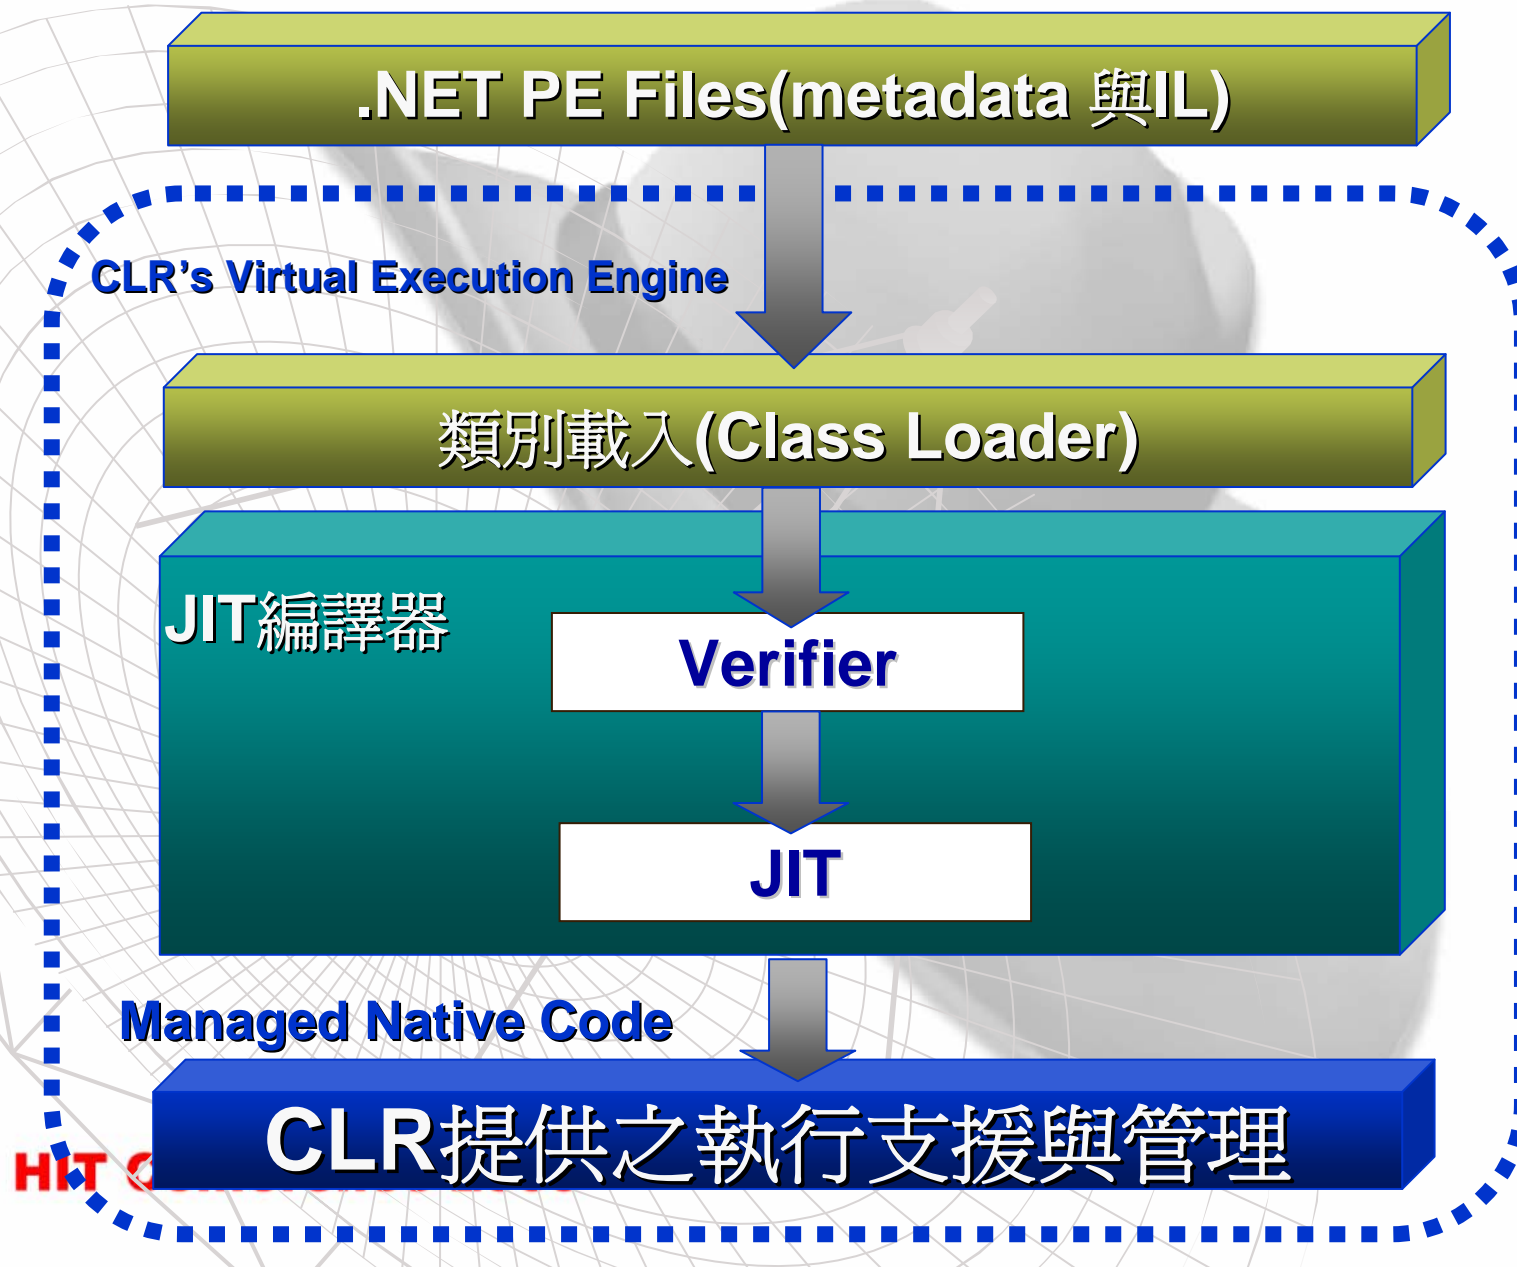 .NET PE Files(metadata 與IL)
CLR’s Virtual Execution Engine
類別載入(Class Loader)
JIT編譯器
Verifier
JIT
Managed Native Code
CLR提供之執行支援與管理
HIT